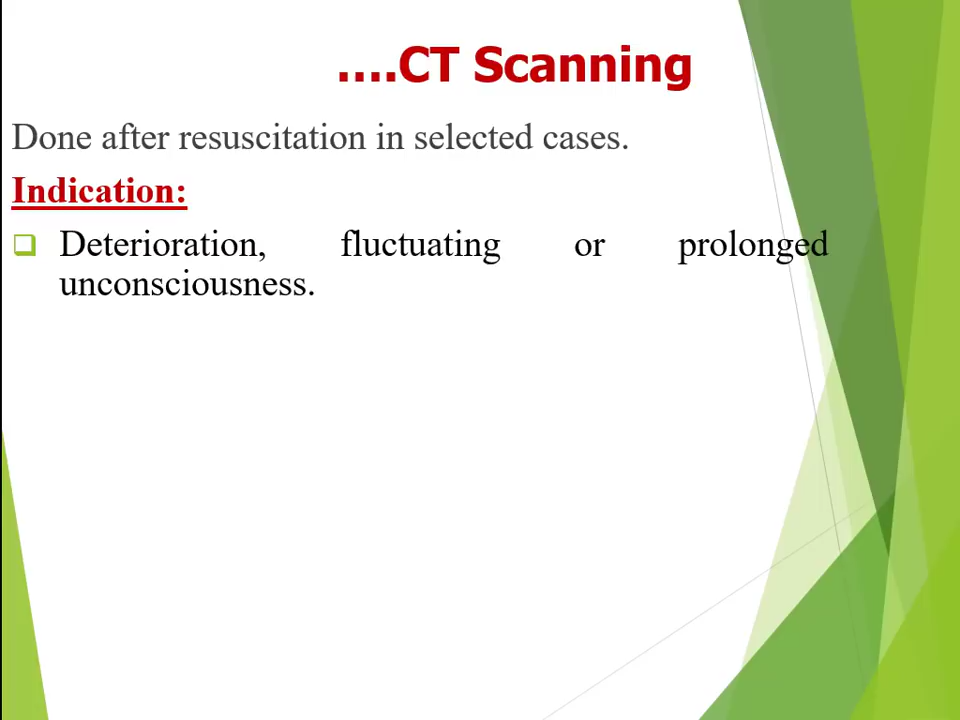 ....CT Scanning
Done after resuscitation in selected cases.
Indication:
❑ Deterioration, fluctuating or prolonged
unconsciousness.